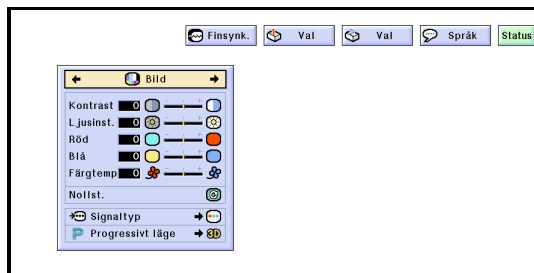 Finsynk. Val Val Språk Status
Bild
Kontrast 0
Ljusinst. 0
Röd 0
Blå 0
Färgtemp 0
Nollst.
Signaltyp
P Progressivt läge 3D